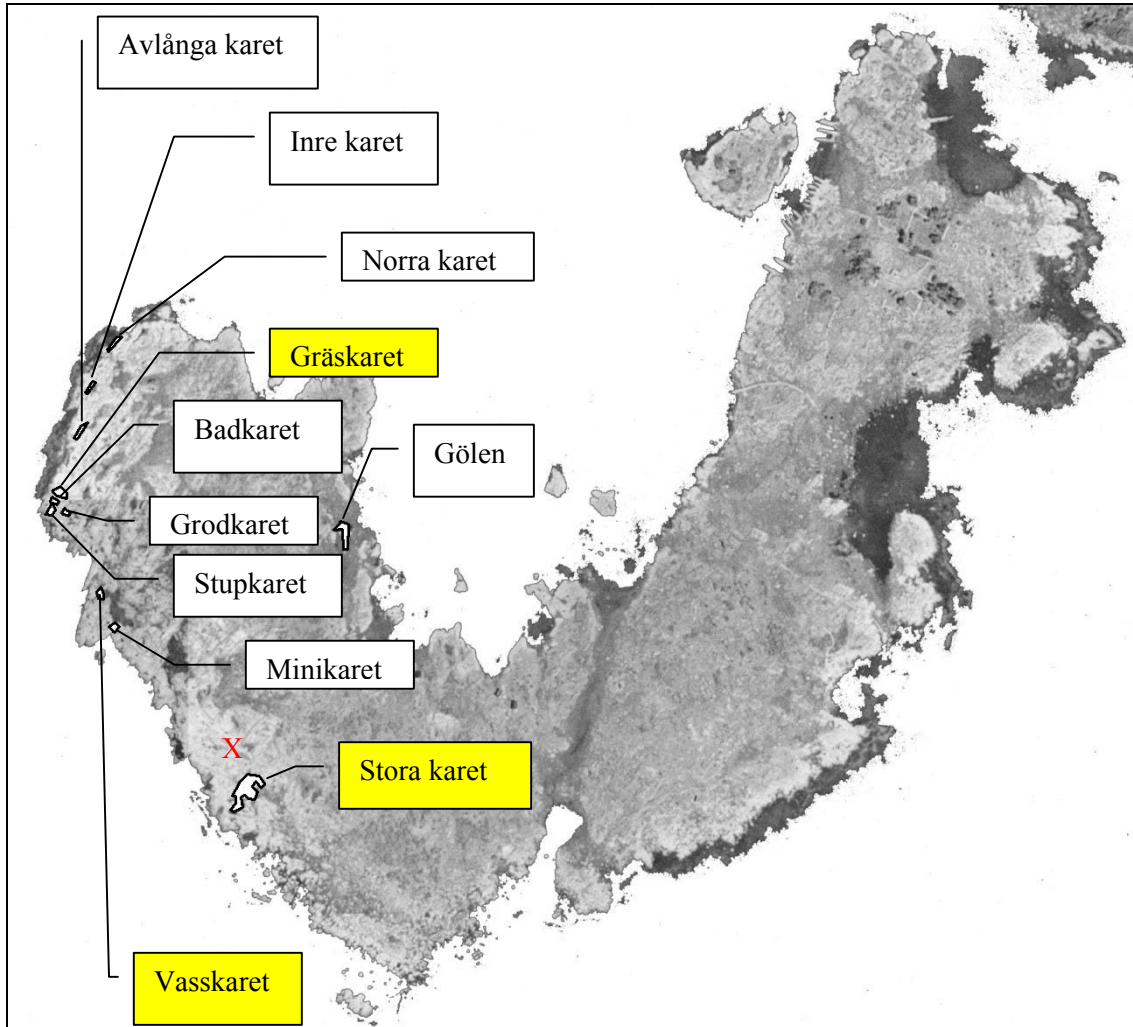 Avlånga karet
Inre karet
Norra karet
Gräskaret
Badkaret
Gölen
Grodkaret
Stupkaret
Minikaret
X
Stora karet
Vasskaret